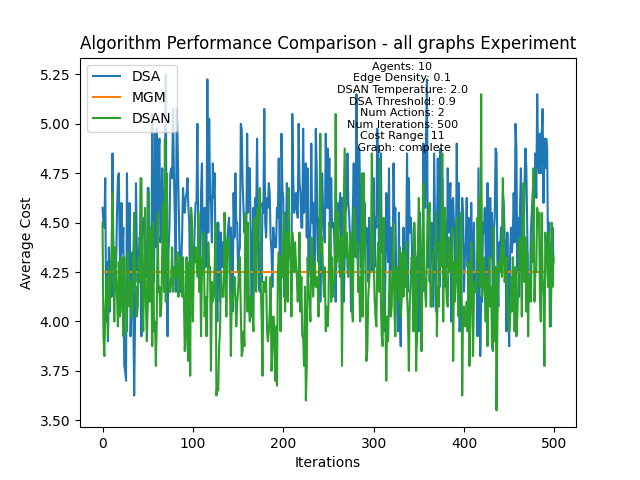 Algorithm Performance Comparison - all graphs Experiment
DSA
MGM
DSAN
Agents: 10
Edge Density: 0.1
DSAN Temperature: 2.0
DSA Threshold: 0.9
Num Actions: 2
Num Iterations: 500
Cost Range: 11
Graph: complete
Average Cost
5.25
5.00
4.75
4.50
4.25
4.00
3.75
3.50
0
100
200
300
400
500
Iterations